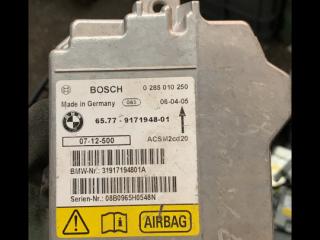 BOSCH 0 285 010 250
Made in Germany 083 06-04-05
65.77 - 9171948-01
07-12-500 ACSM2cd20
BMW-Nr.: 31917194801A
Serien-Nr.: 08B0965H0548N
AIRBAG